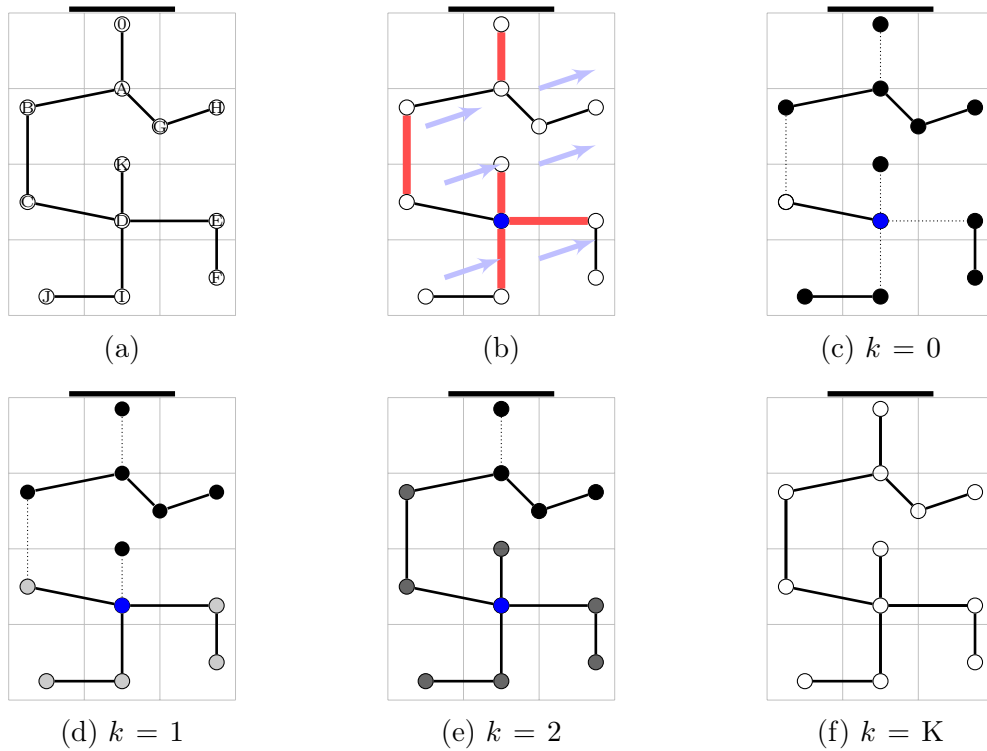 0
B A H
G
K
C D E
J I F
(a) (b) (c) k = 0
(d) k = 1 (e) k = 2 (f) k = K